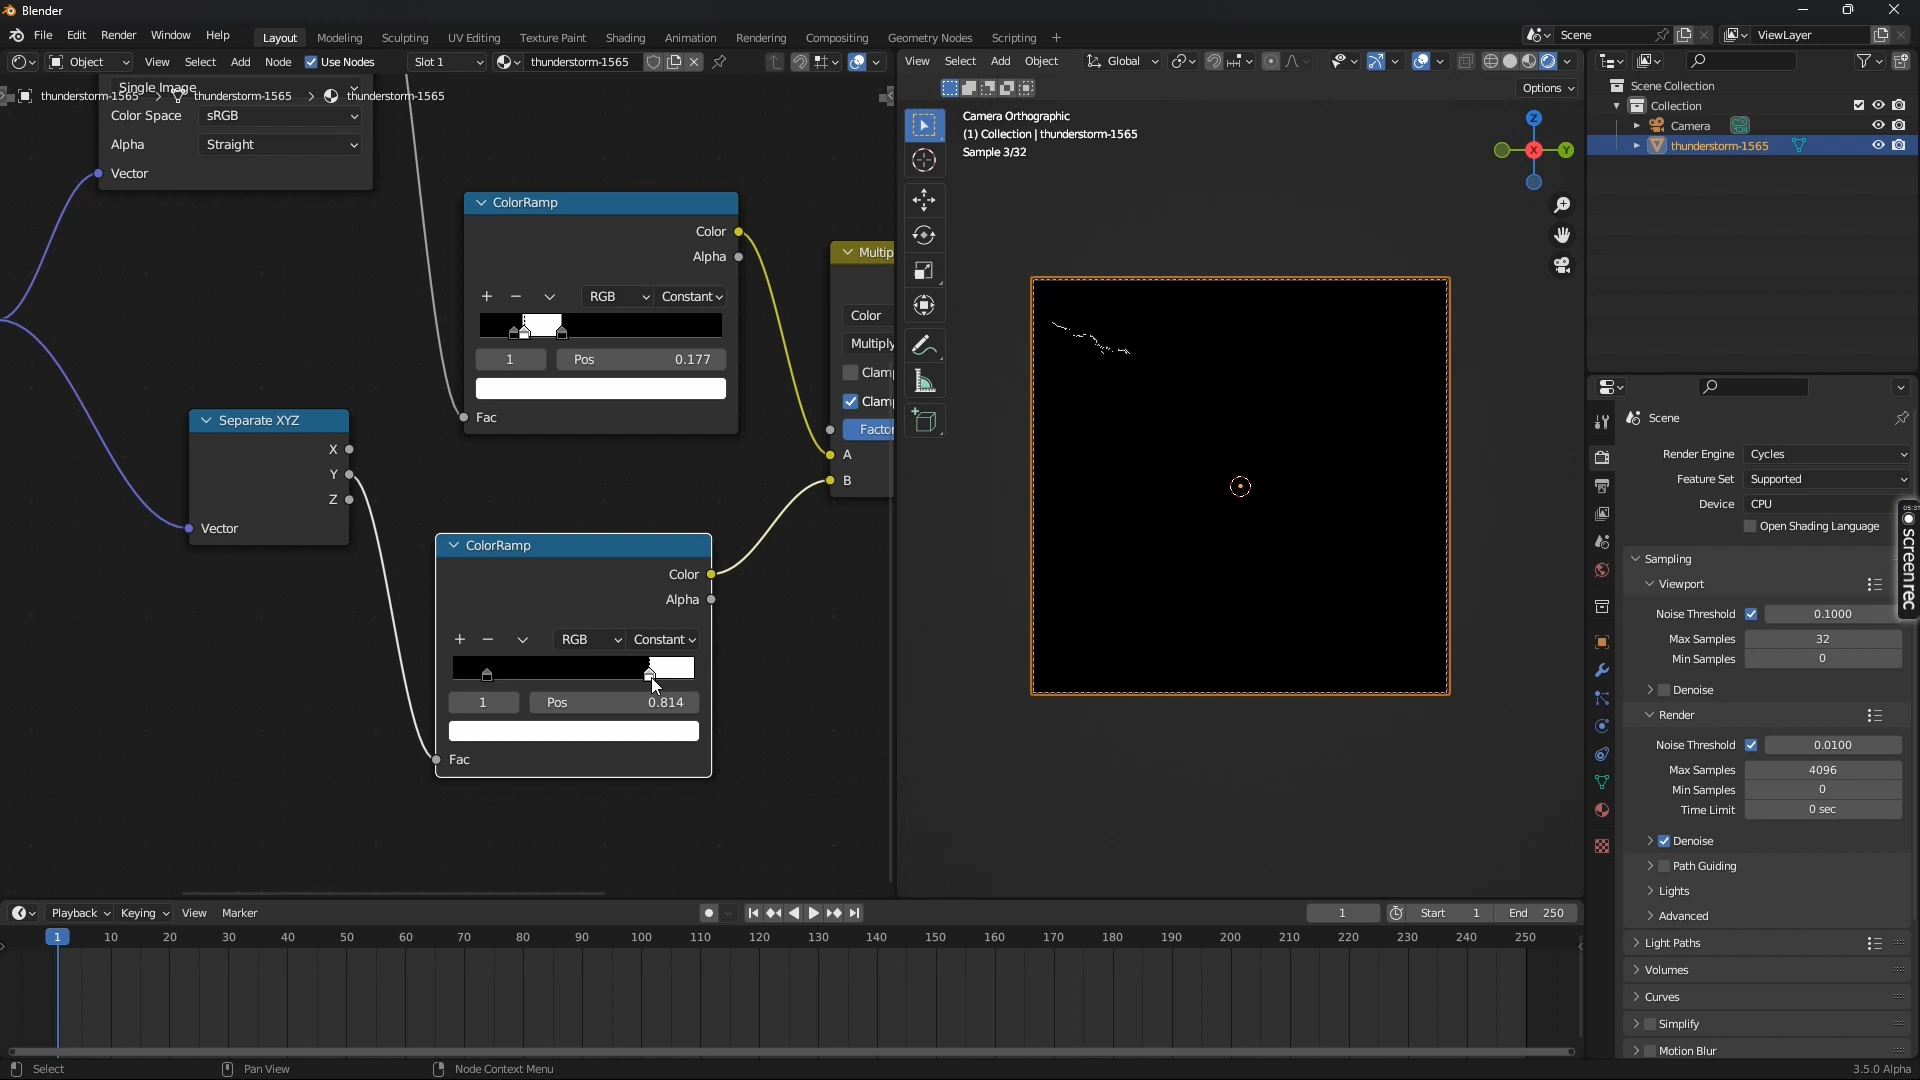 Blender
File Edit Render Window Help Layout Modeling Sculpting UV Editing Texture Paint Shading Animation Rendering Compositing Geometry Nodes Scripting + Scene ViewLayer
Object View Select Add Node Use Nodes Slot 1 thunderstorm-1565
View Select Add Object Global
Options
thunderstorm-1565 > thunderstorm-1565 > thunderstorm-1565
Single Image
Color Space sRGB
Alpha Straight
Vector
ColorRamp
Color
Alpha
RGB Constant
1 Pos 0.177
Fac
Separate XYZ
X
Y
Z
Vector
ColorRamp
Color
Alpha
RGB Constant
1 Pos 0.814
Fac
Multip
Color
Multiply
Clamp
Clamp
Factor
A
B
Camera Orthographic
(1) Collection | thunderstorm-1565
Sample 3/32
Z
X
Y
Scene Collection
Collection
Camera
thunderstorm-1565
Scene
Render Engine Cycles
Feature Set Supported
Device CPU
Open Shading Language
Sampling
Viewport
Noise Threshold 0.1000
Max Samples 32
Min Samples 0
Denoise
Render
Noise Threshold 0.0100
Max Samples 4096
Min Samples 0
Time Limit 0 sec
Denoise
Path Guiding
Lights
Advanced
Light Paths
Volumes
Curves
Simplify
Motion Blur
screenrec
Playback Keying View Marker 1 Start 1 End 250
1 10 20 30 40 50 60 70 80 90 100 110 120 130 140 150 160 170 180 190 200 210 220 230 240 250
Select Pan View Node Context Menu 3.5.0 Alpha